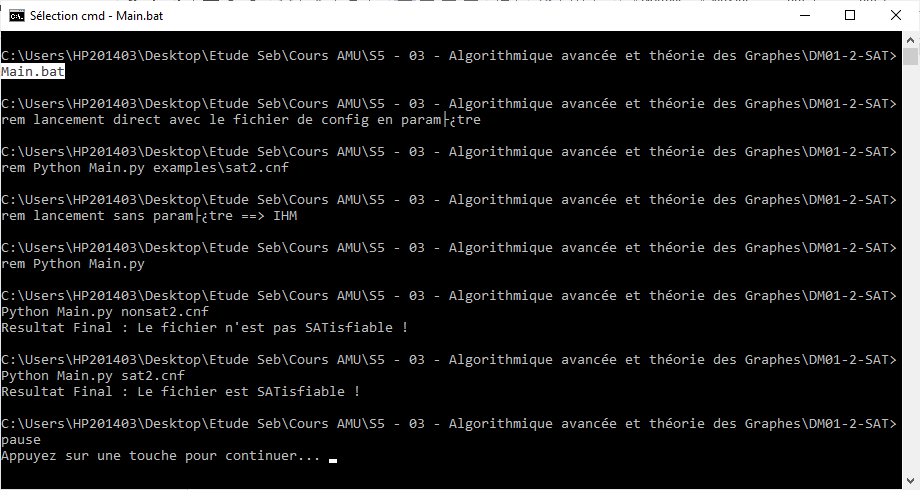 Sélection cmd - Main.bat
C:\Users\HP201403\Desktop\Etude Seb\Cours AMU\S5 - 03 - Algorithmique avancée et théorie des Graphes\DM01-2-SAT>
Main.bat
C:\Users\HP201403\Desktop\Etude Seb\Cours AMU\S5 - 03 - Algorithmique avancée et théorie des Graphes\DM01-2-SAT>
rem lancement direct avec le fichier de config en param├¿tre
C:\Users\HP201403\Desktop\Etude Seb\Cours AMU\S5 - 03 - Algorithmique avancée et théorie des Graphes\DM01-2-SAT>
rem Python Main.py examples\sat2.cnf
C:\Users\HP201403\Desktop\Etude Seb\Cours AMU\S5 - 03 - Algorithmique avancée et théorie des Graphes\DM01-2-SAT>
rem lancement sans param├¿tre ==> IHM
C:\Users\HP201403\Desktop\Etude Seb\Cours AMU\S5 - 03 - Algorithmique avancée et théorie des Graphes\DM01-2-SAT>
rem Python Main.py
C:\Users\HP201403\Desktop\Etude Seb\Cours AMU\S5 - 03 - Algorithmique avancée et théorie des Graphes\DM01-2-SAT>
Python Main.py nonsat2.cnf
Resultat Final : Le fichier n'est pas SATisfiable !
C:\Users\HP201403\Desktop\Etude Seb\Cours AMU\S5 - 03 - Algorithmique avancée et théorie des Graphes\DM01-2-SAT>
Python Main.py sat2.cnf
Resultat Final : Le fichier est SATisfiable !
C:\Users\HP201403\Desktop\Etude Seb\Cours AMU\S5 - 03 - Algorithmique avancée et théorie des Graphes\DM01-2-SAT>
pause
Appuyez sur une touche pour continuer...